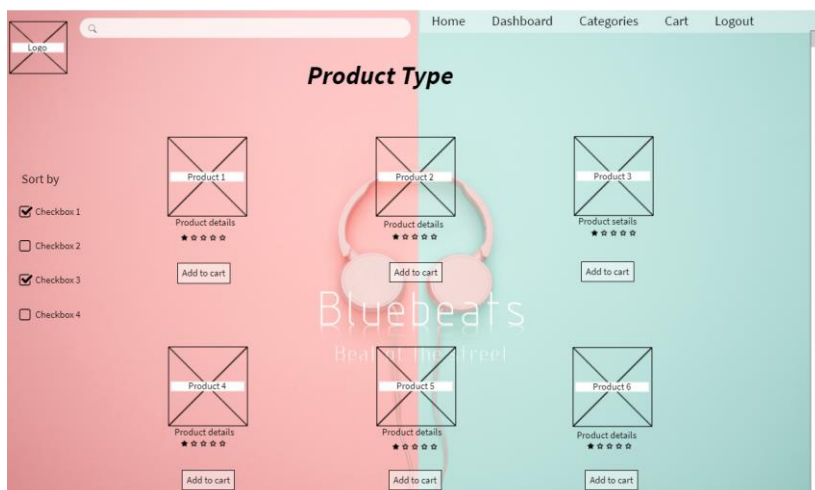 Home Dashboard Categories Cart Logout
Logo
Product Type
Sort by
Checkbox 1
Checkbox 2
Checkbox 3
Checkbox 4
Product 1
Product details
Add to cart
Product 2
Product details
Add to cart
Product 3
Product setails
Add to cart
Bluebeats
Product 4
Product details
Add to cart
Product 5
Product details
Add to cart
Product 6
Product details
Add to cart